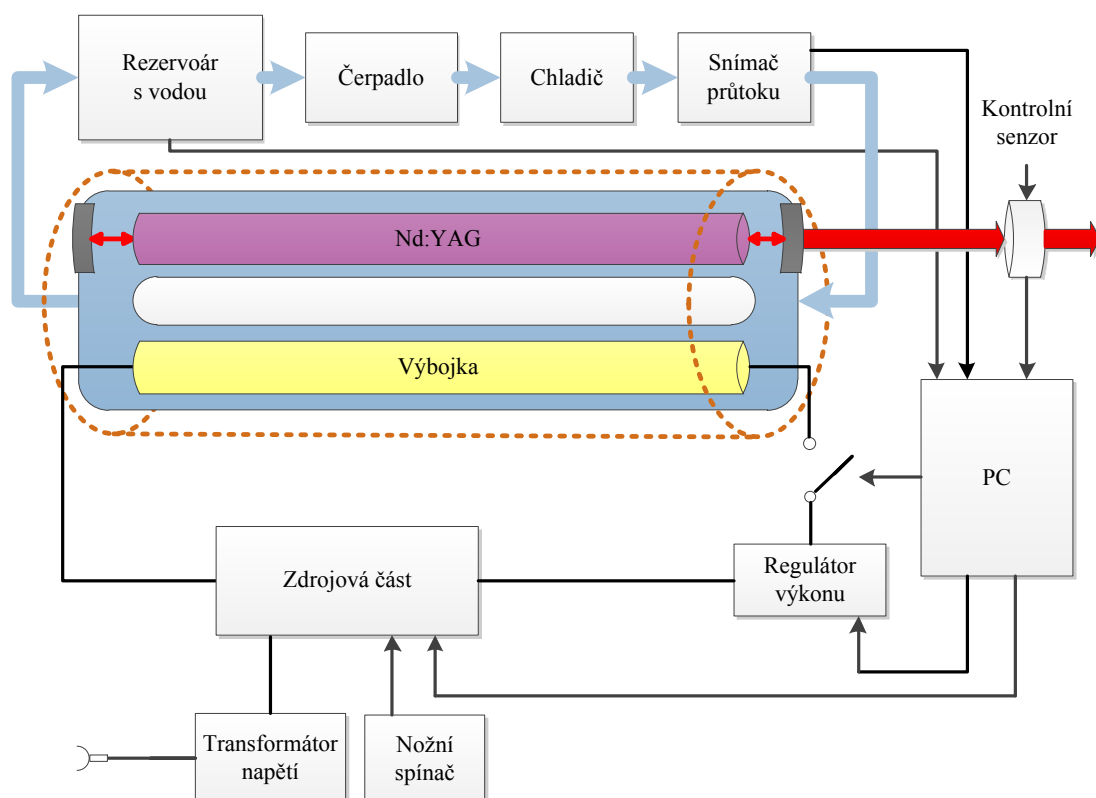 Rezervoár
s vodou
Čerpadlo
Chladič
Snímač
průtoku
Kontrolní
senzor
Nd:YAG
Výbojka
PC
Zdrojová část
Regulátor
výkonu
Transformátor
napětí
Nožní
spínač